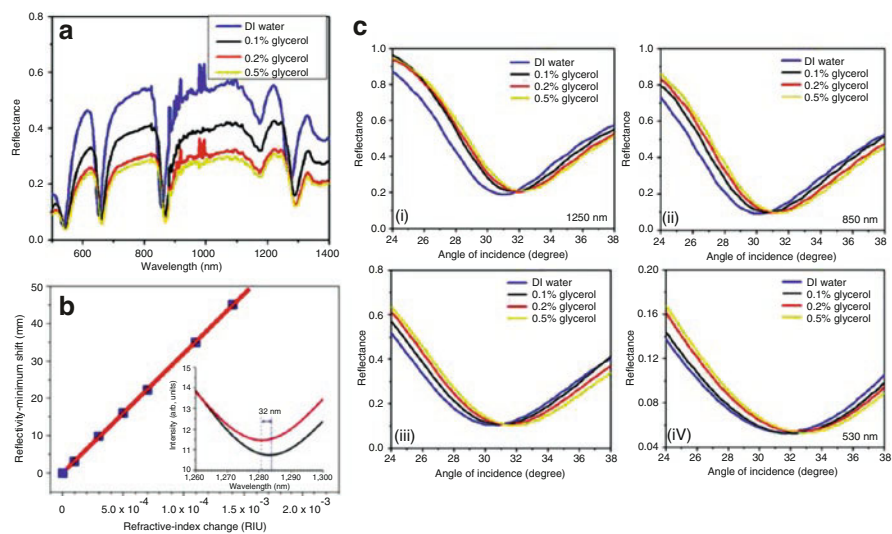 a
0.8
0.6
0.4
0.2
0.0
Reflectance
DI water
0.1% glycerol
0.2% glycerol
0.5% glycerol
600 800 1000 1200 1400
Wavelength (nm)
b
50
40
30
20
10
0
Reflectivity-minimum shift (mm)
15
14
13
12
11
10
Intensity (arb, units)
32 nm
1,260 1,270 1,280 1,290 1,300
Wavelength (nm)
0 5.0 x 10-4 1.0 x 10-4 1.5 x 10-3 2.0 x 10-3
Refractive-index change (RIU)
c
1.0
0.8
0.6
0.4
0.2
0.0
Reflectance
DI water
0.1% glycerol
0.2% glycerol
0.5% glycerol
(i)
1250 nm
24 26 28 30 32 34 36 38
Angle of incidence (degree)
1.0
0.8
0.6
0.4
0.2
0.0
Reflectance
DI water
0.1% glycerol
0.2% glycerol
0.5% glycerol
(ii)
850 nm
24 26 28 30 32 34 36 38
Angle of incidence (degree)
0.8
0.6
0.4
0.2
0.0
Reflectance
DI water
0.1% glycerol
0.2% glycerol
0.5% glycerol
(iii)
24 26 28 30 32 34 36 38
Angle of incidence (degree)
0.20
0.16
0.12
0.08
0.04
Reflectance
DI water
0.1% glycerol
0.2% glycerol
0.5% glycerol
(iV)
530 nm
24 26 28 30 32 34 36 38
Angle of incidence (degree)